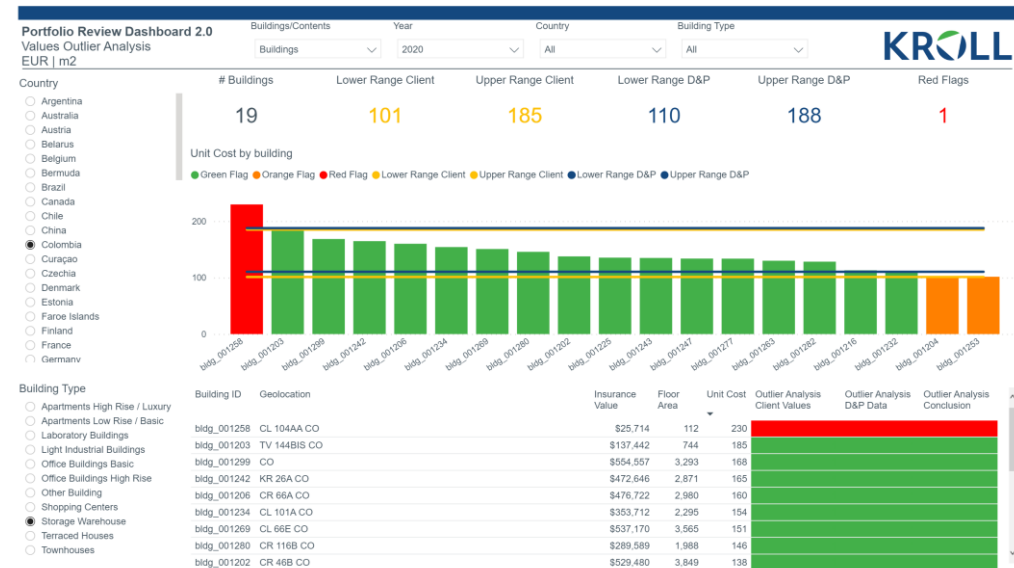 Portfolio Review Dashboard 2.0
Values Outlier Analysis
EUR | m2
Buildings/Contents Year Country Building Type
Buildings 2020 All All
KROLL
Country
Argentina
Australia
Austria
Belarus
Belgium
Bermuda
Brazil
Canada
Chile
China
Colombia
Curaçao
Czechia
Denmark
Estonia
Faroe Islands
Finland
France
Germany
# Buildings Lower Range Client Upper Range Client Lower Range D&P Upper Range D&P Red Flags
19 101 185 110 188 1
Unit Cost by building
Green Flag Orange Flag Red Flag Lower Range Client Upper Range Client Lower Range D&P Upper Range D&P
200
100
0
bldg_001258 bldg_001203 bldg_001299 bldg_001242 bldg_001206 bldg_001234 bldg_001269 bldg_001280 bldg_001202 bldg_001225 bldg_001243 bldg_001247 bldg_001277 bldg_001263 bldg_001282 bldg_001216 bldg_001232 bldg_001204 bldg_001253
Building Type
Apartments High Rise / Luxury
Apartments Low Rise / Basic
Laboratory Buildings
Light Industrial Buildings
Office Buildings Basic
Office Buildings High Rise
Other Building
Shopping Centers
Storage Warehouse
Terraced Houses
Townhouses
Building ID Geolocation Insurance Floor Unit Cost Outlier Analysis Outlier Analysis Outlier Analysis
Value Area Client Values D&P Data Conclusion
bldg_001258 CL 104AA CO $25,714 112 230
bldg_001203 TV 144BIS CO $137,442 744 185
bldg_001299 CO $554,557 3,293 168
bldg_001242 KR 26A CO $472,646 2,871 165
bldg_001206 CR 66A CO $476,722 2,980 160
bldg_001234 CL 101A CO $353,712 2,295 154
bldg_001269 CL 66E CO $537,170 3,565 151
bldg_001280 CR 116B CO $289,589 1,988 146
bldg_001202 CR 46B CO $529,480 3,849 138